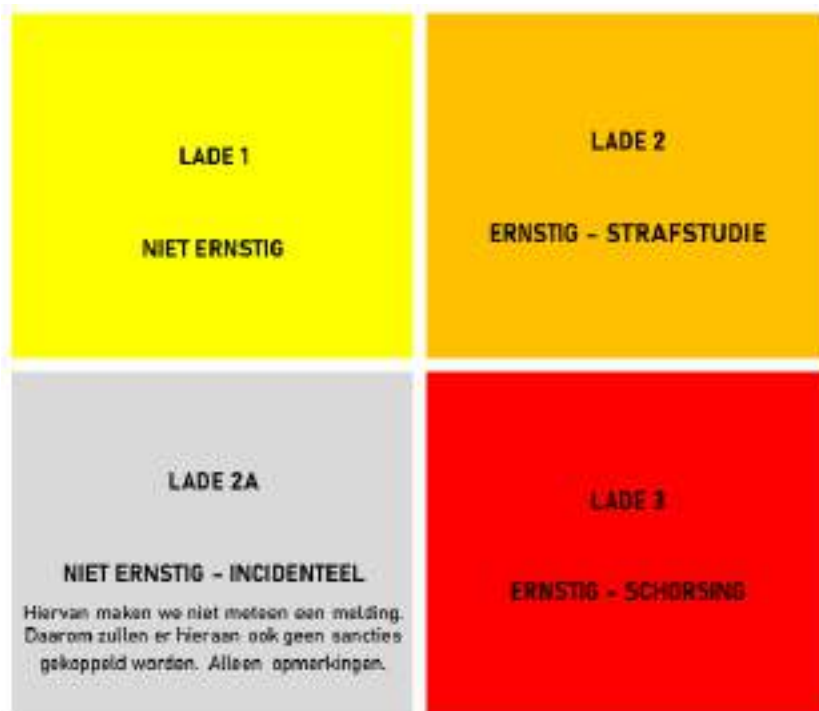 LADE 1
NIET ERNSTIG
LADE 2
ERNSTIG - STRAFSTUDIE
LADE 2A
NIET ERNSTIG - INCIDENTEEL
Hiervan maken we niet meteen een melding.
Daarom zullen er hieraan ook geen sancties
gekoppeld worden. Alleen opmerkingen.
LADE 3
ERNSTIG - SCHORSING